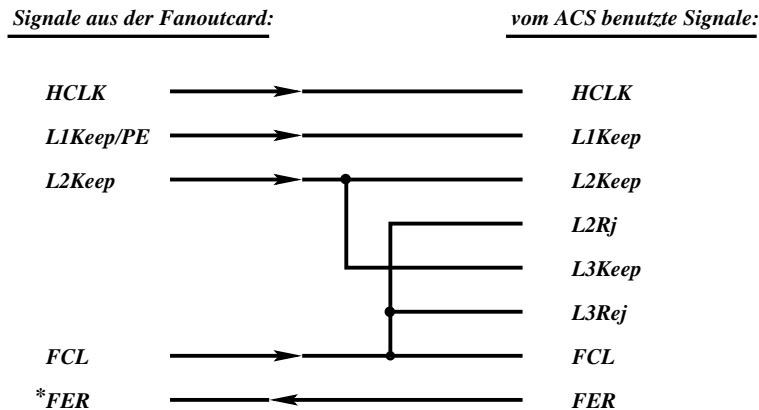 Signale aus der Fanoutcard: vom ACS benutzte Signale:
HCLK HCLK
L1Keep/PE L1Keep
L2Keep L2Keep
L2Rj
L3Keep
L3Rej
FCL FCL
*FER FER